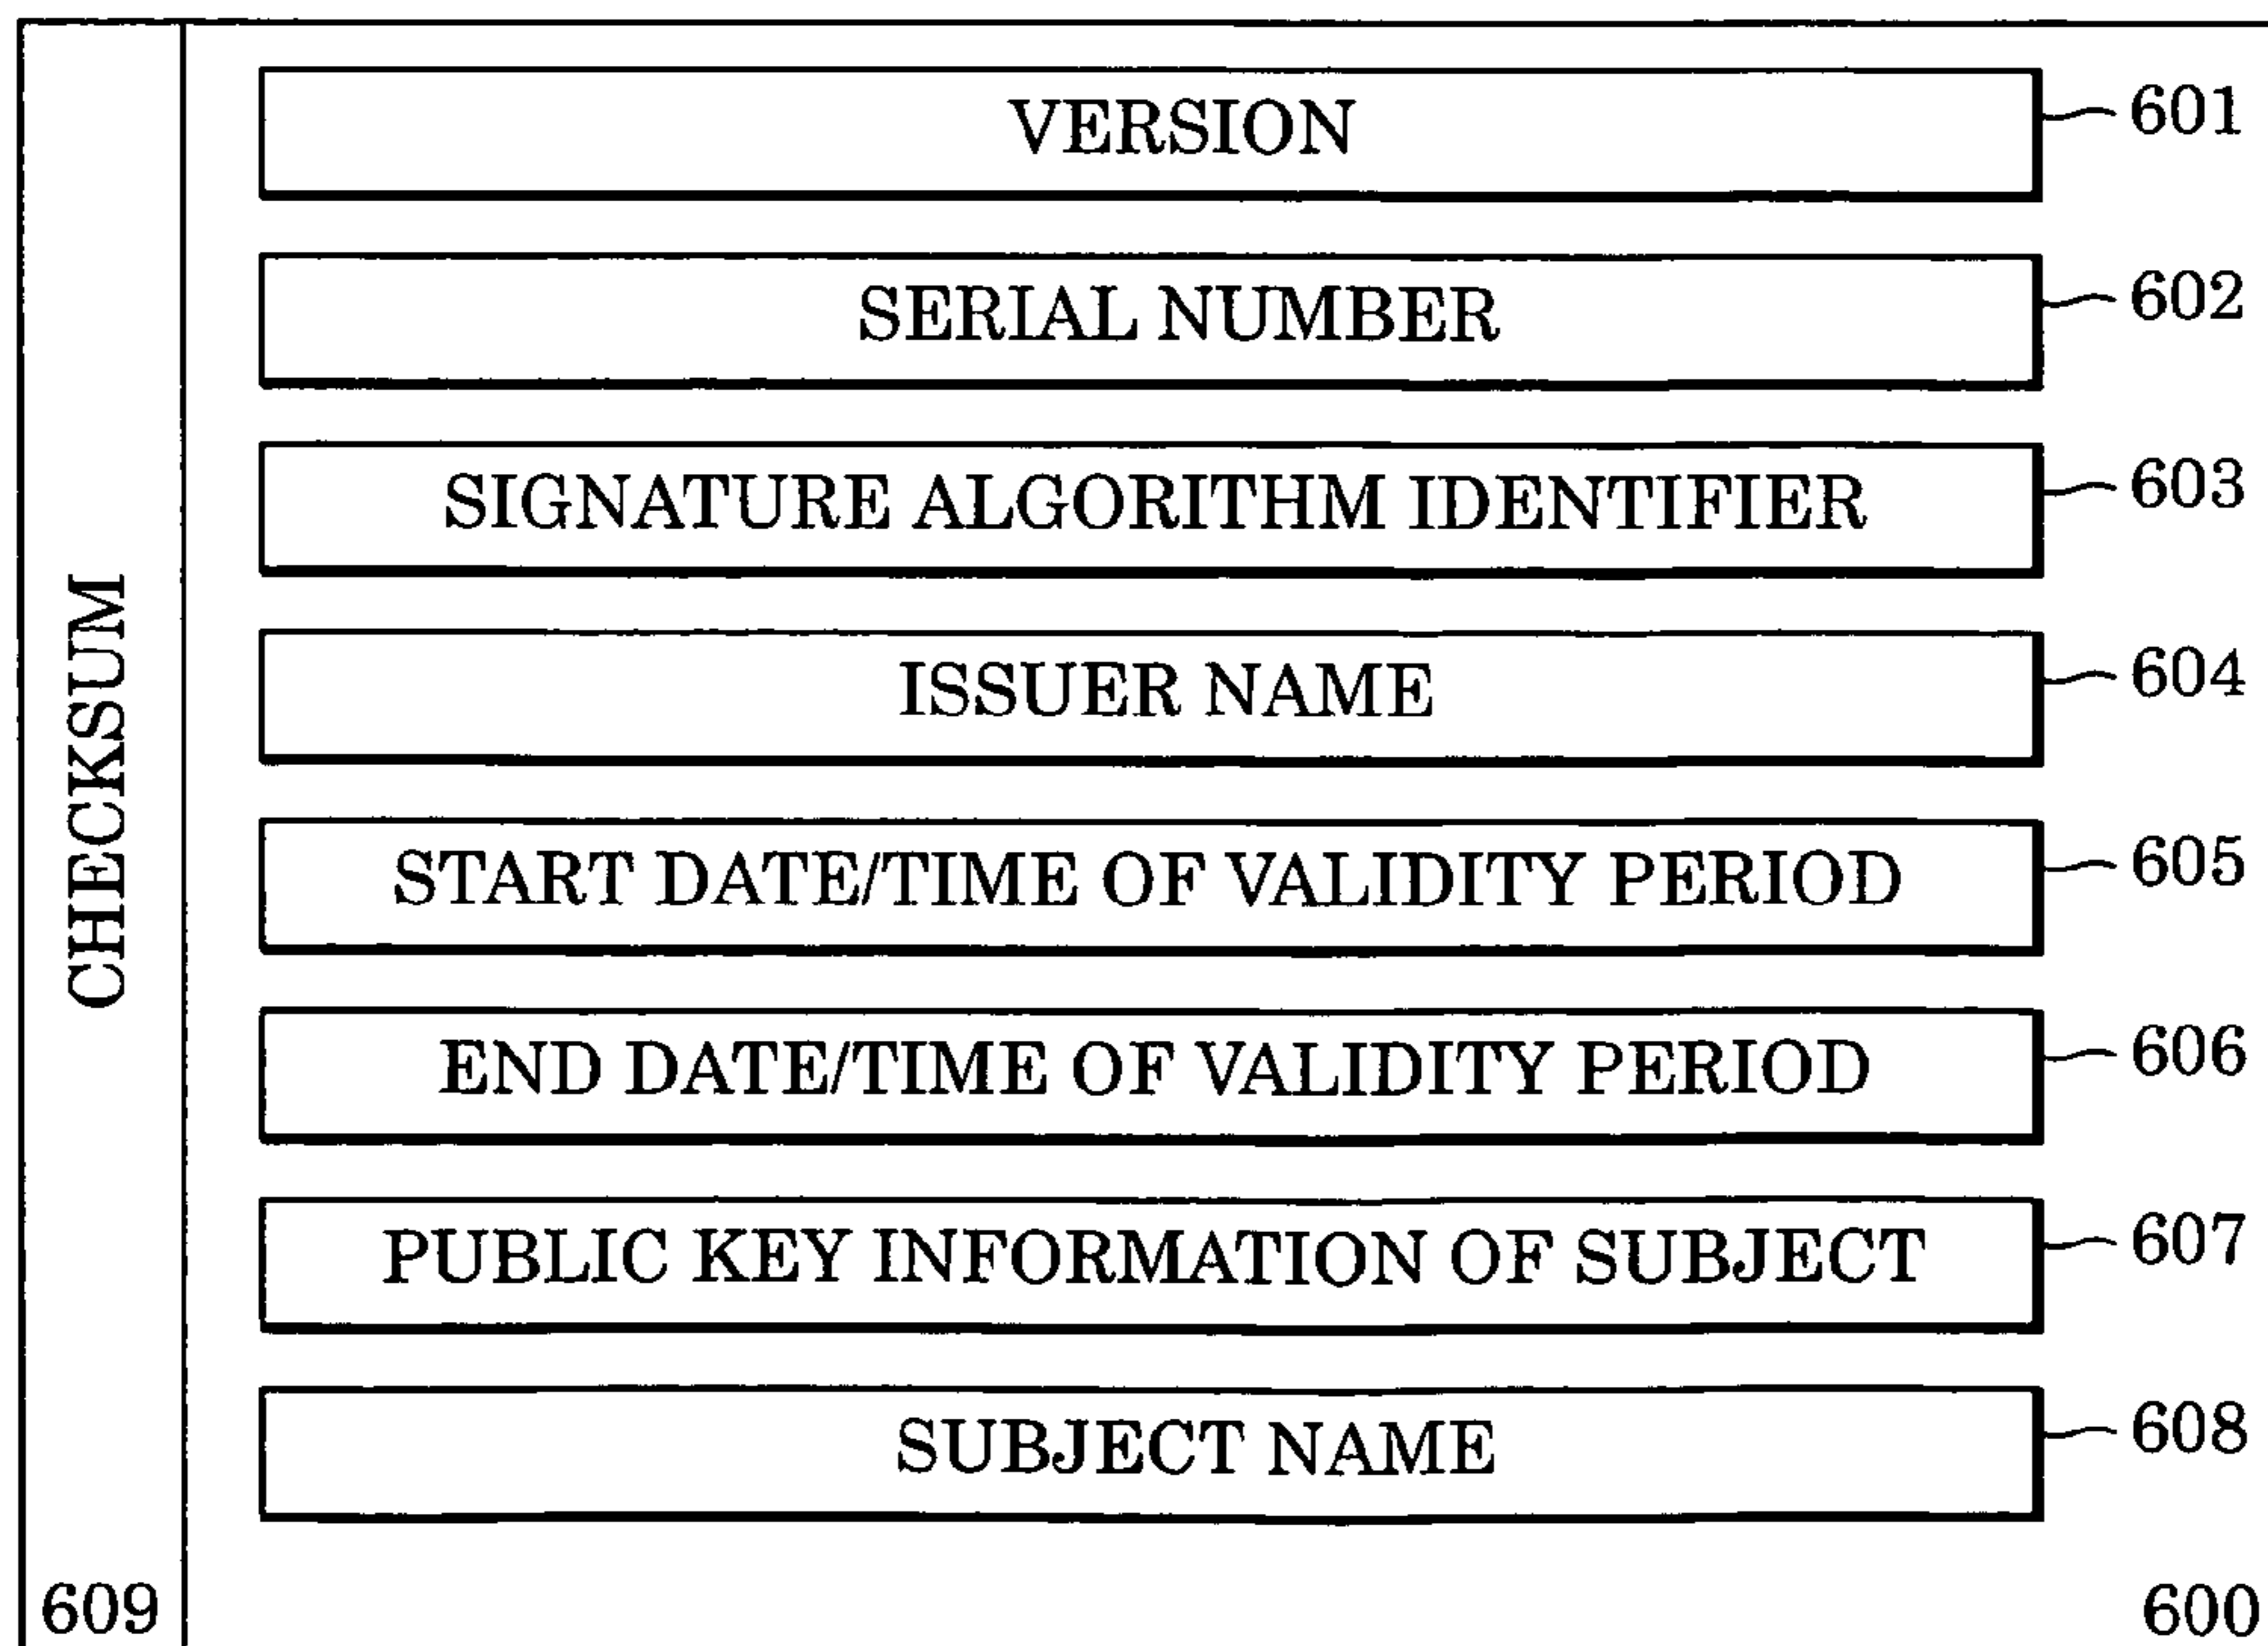 CHECKSUM
609
VERSION
601
SERIAL NUMBER
602
SIGNATURE ALGORITHM IDENTIFIER
603
ISSUER NAME
604
START DATE/TIME OF VALIDITY PERIOD
605
END DATE/TIME OF VALIDITY PERIOD
606
PUBLIC KEY INFORMATION OF SUBJECT
607
SUBJECT NAME
608
600